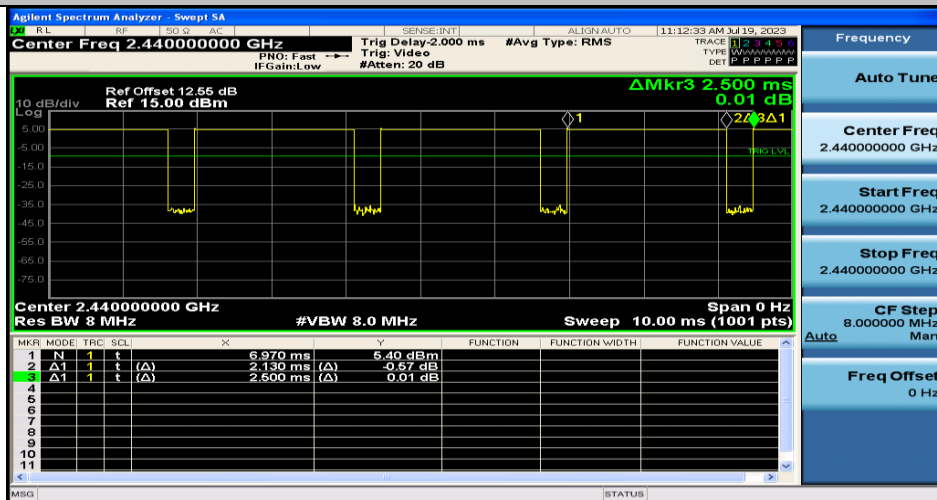 Agilent Spectrum Analyzer - Swept SA
LXI RL RF 50 Ω AC SENSE:INT ALIGN AUTO 11:12:33 AM Jul 19, 2023
Center Freq 2.440000000 GHz
PNO: Fast
IFGain:Low
Trig Delay-2.000 ms
Trig: Video
#Atten: 20 dB
#Avg Type: RMS
TRACE 1 2 3 4 5 6
TYPE WWWWWW
DET P P P P P P
Frequency
Auto Tune
Center Freq
2.440000000 GHz
Start Freq
2.440000000 GHz
Stop Freq
2.440000000 GHz
CF Step
8.000000 MHz
Auto Man
Freq Offset
0 Hz
ΔMkr3 2.500 ms
0.01 dB
Ref Offset 12.55 dB
10 dB/div Ref 15.00 dBm
Log
5.00
-5.00
-15.0
-25.0
-35.0
-45.0
-55.0
-65.0
-75.0
1
2Δ 3Δ1
TRIG LVL
Center 2.440000000 GHz Span 0 Hz
Res BW 8 MHz #VBW 8.0 MHz Sweep 10.00 ms (1001 pts)
MKR MODE TRC SCL X Y FUNCTION FUNCTION WIDTH FUNCTION VALUE
1 N 1 t 6.970 ms 5.40 dBm
2 Δ1 1 t (Δ) 2.130 ms (Δ) -0.57 dB
3 Δ1 1 t (Δ) 2.500 ms (Δ) 0.01 dB
4
5
6
7
8
9
10
11
MSG STATUS